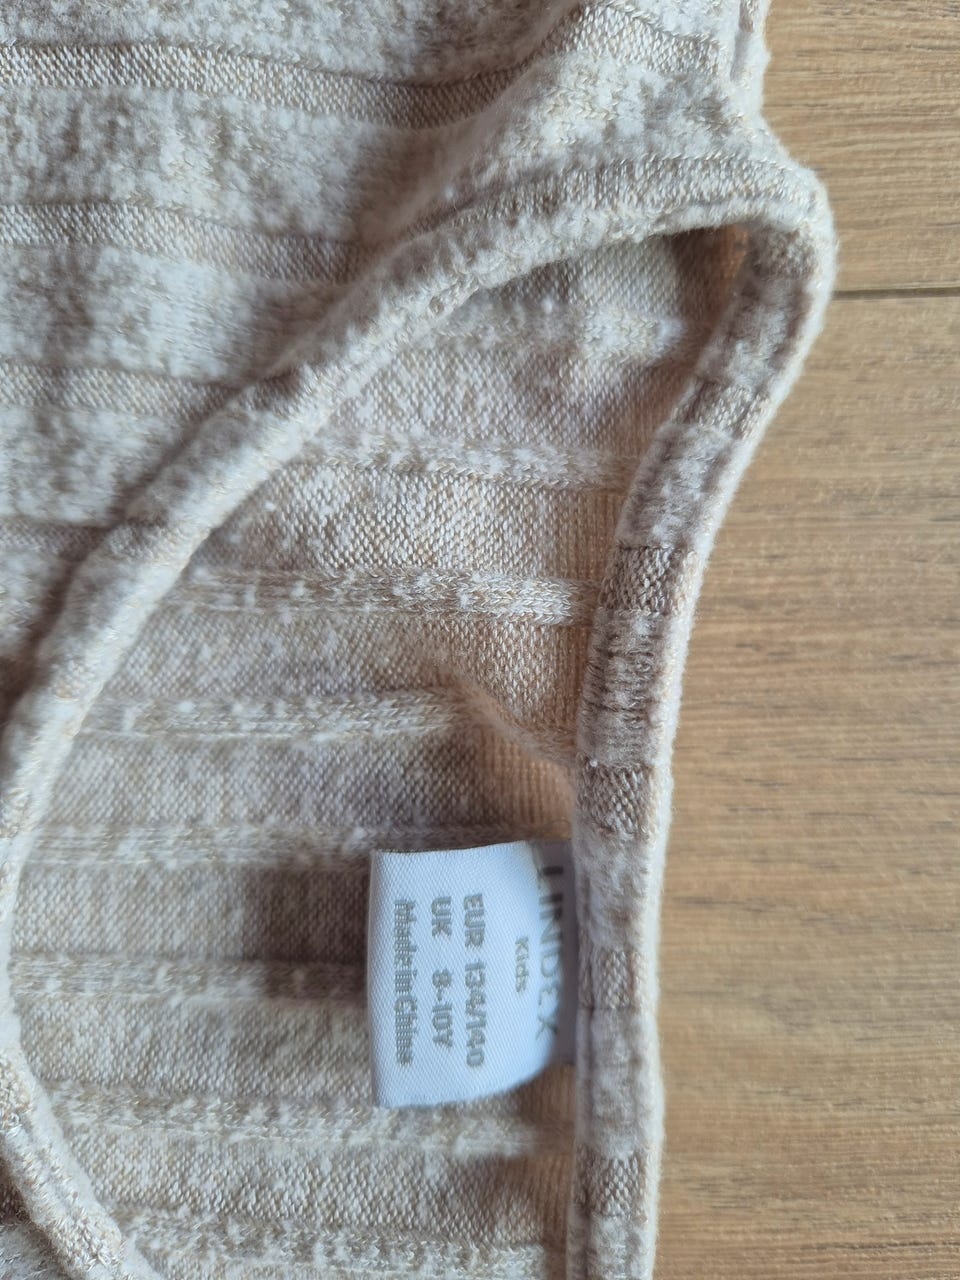 LINDEX
Kids
EUR 134/140
UK 8-10Y
Made in China